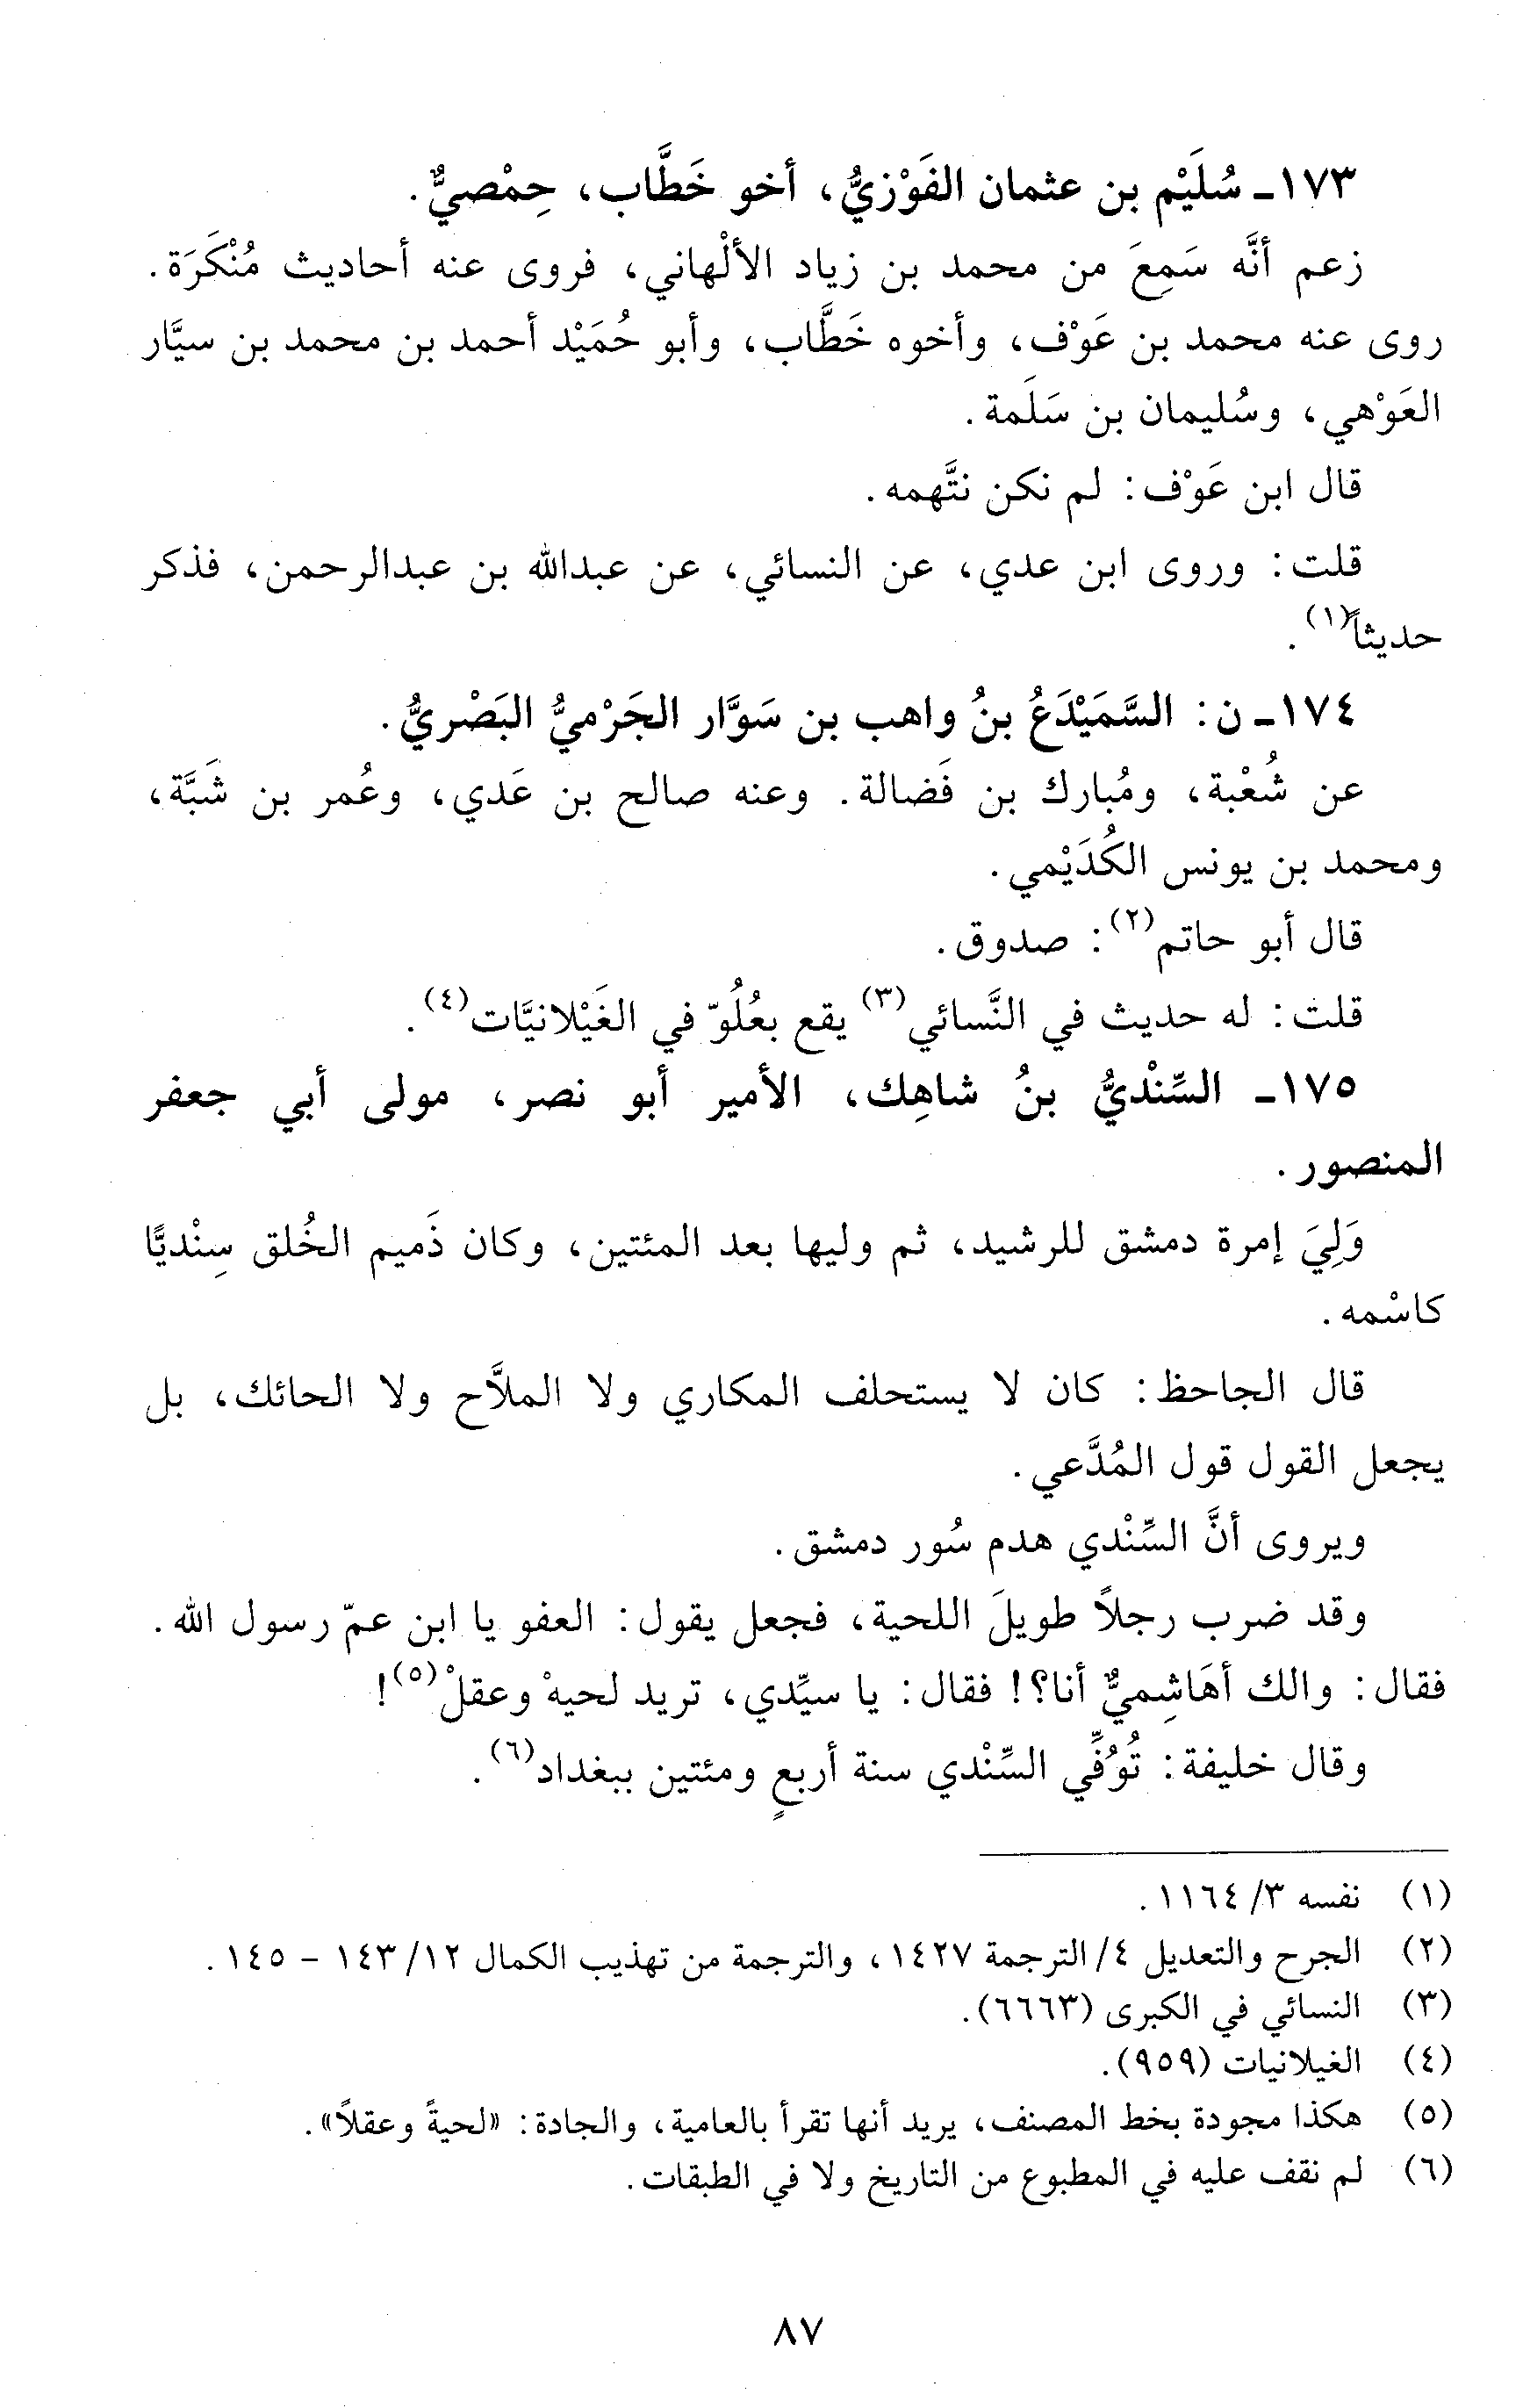 ١٧٣ـ سُلَيْم بن عثمان الفَوْزيُّ، أخو خَطَّاب، حِمْصيٌّ.
زعم أنَّه سَمِعَ من محمد بن زياد الألْهاني، فروى عنه أحاديث مُنْكَرَة.
روى عنه محمد بن عَوْف، وأخوه خَطَّاب، وأبو حُمَيْد أحمد بن محمد بن سيَّار
العَوْهي، وسُليمان بن سَلَمة.
قال ابن عَوْف: لم نكن نتَّهمه.
قلت: وروى ابن عدي، عن النسائي، عن عبدالله بن عبدالرحمن، فذكر
حديثاً(١).
١٧٤ـ ن: السَّمَيْدَعُ بنُ واهب بن سَوَّار الجَرْميُّ البَصْريُّ.
عن شُعْبة، ومُبارك بن فَضالة. وعنه صالح بن عَدي، وعُمر بن شَبَّة،
ومحمد بن يونس الكُدَيْمي.
قال أبو حاتم(٢): صدوق.
قلت: له حديث في النَّسائي(٣) يقع بعُلُوّ في الغَيْلانيَّات(٤).
١٧٥ـ السِّنْديُّ بنُ شاهِك، الأمير أبو نصر، مولى أبي جعفر
المنصور.
وَلِيَ إمرة دمشق للرشيد، ثم وليها بعد المئتين، وكان ذَميم الخُلق سِنْديًّا
كاسْمه.
قال الجاحظ: كان لا يستحلف المكاري ولا الملاَّح ولا الحائك، بل
يجعل القول قول المُدَّعي.
ويروى أنَّ السِّنْدي هدم سُور دمشق.
وقد ضرب رجلاً طويلَ اللحية، فجعل يقول: العفو يا ابن عمّ رسول الله.
فقال: والك أهَاشِميٌّ أنا؟! فقال: يا سيِّدي، تريد لحيهْ وعقلْ(٥)!
وقال خليفة: تُوُفِّي السِّنْدي سنة أربعٍ ومئتين ببغداد(٦).
(١) نفسه ٣/ ١١٦٤.
(٢) الجرح والتعديل ٤/ الترجمة ١٤٢٧، والترجمة من تهذيب الكمال ١٢/ ١٤٣ - ١٤٥.
(٣) النسائي في الكبرى (٦٦٦٣).
(٤) الغيلانيات (٩٥٩).
(٥) هكذا مجودة بخط المصنف، يريد أنها تقرأ بالعامية، والجادة: «لحيةً وعقلاً».
(٦) لم نقف عليه في المطبوع من التاريخ ولا في الطبقات.
٨٧